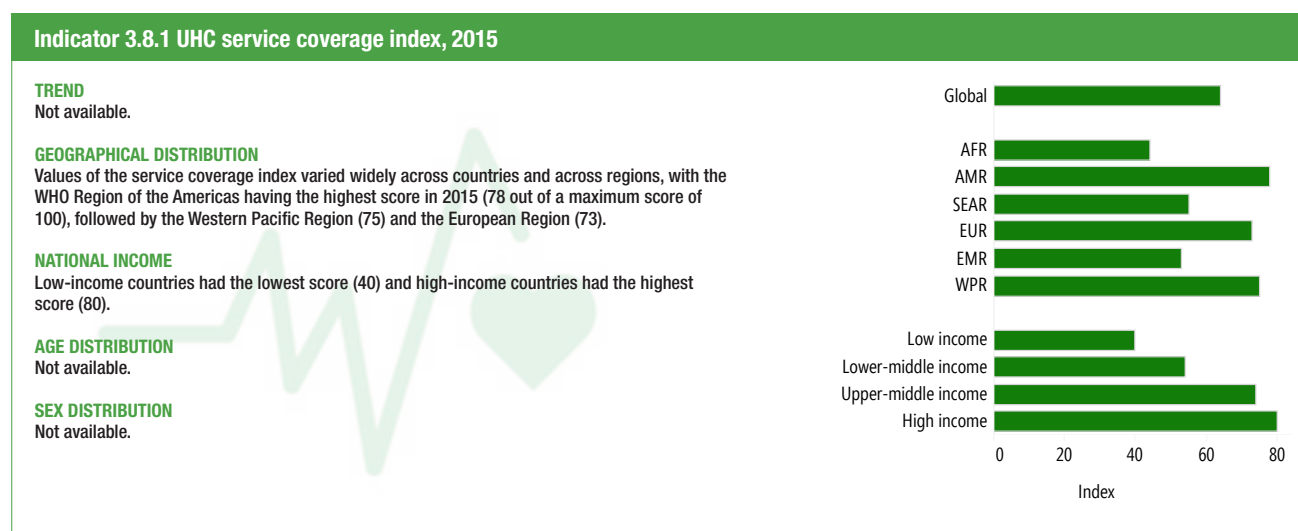 Indicator 3.8.1 UHC service coverage index, 2015
TREND
Not available.
GEOGRAPHICAL DISTRIBUTION
Values of the service coverage index varied widely across countries and across regions, with the
WHO Region of the Americas having the highest score in 2015 (78 out of a maximum score of
100), followed by the Western Pacific Region (75) and the European Region (73).
NATIONAL INCOME
Low-income countries had the lowest score (40) and high-income countries had the highest
score (80).
AGE DISTRIBUTION
Not available.
SEX DISTRIBUTION
Not available.
Global
AFR
AMR
SEAR
EUR
EMR
WPR
Low income
Lower-middle income
Upper-middle income
High income
0 20 40 60 80
Index